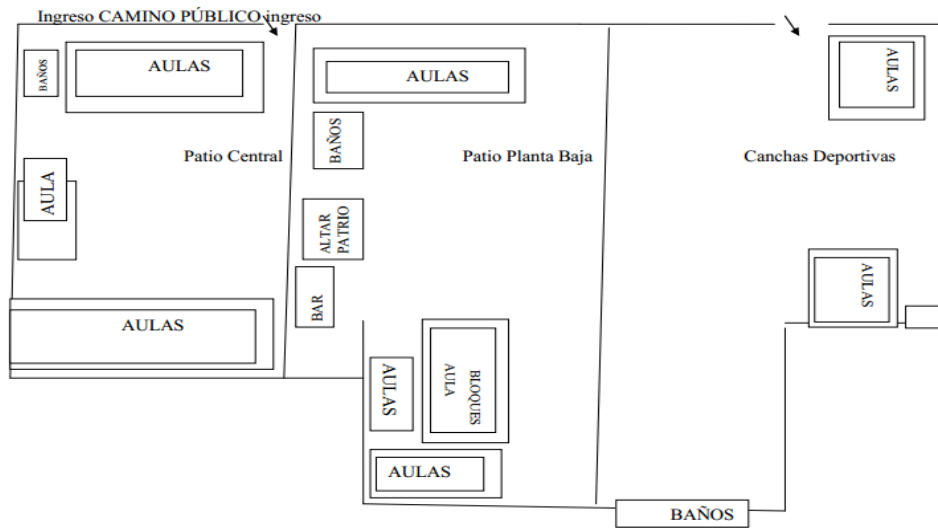 Ingreso CAMINO PÚBLICO ingreso
BAÑOS
AULAS
AULAS
AULAS
BAÑOS
Patio Central
Patio Planta Baja
Canchas Deportivas
AULA
ALTAR
PATRIO
BAR
AULAS
AULAS
AULAS
BLOQUES
AULA
AULAS
BAÑOS